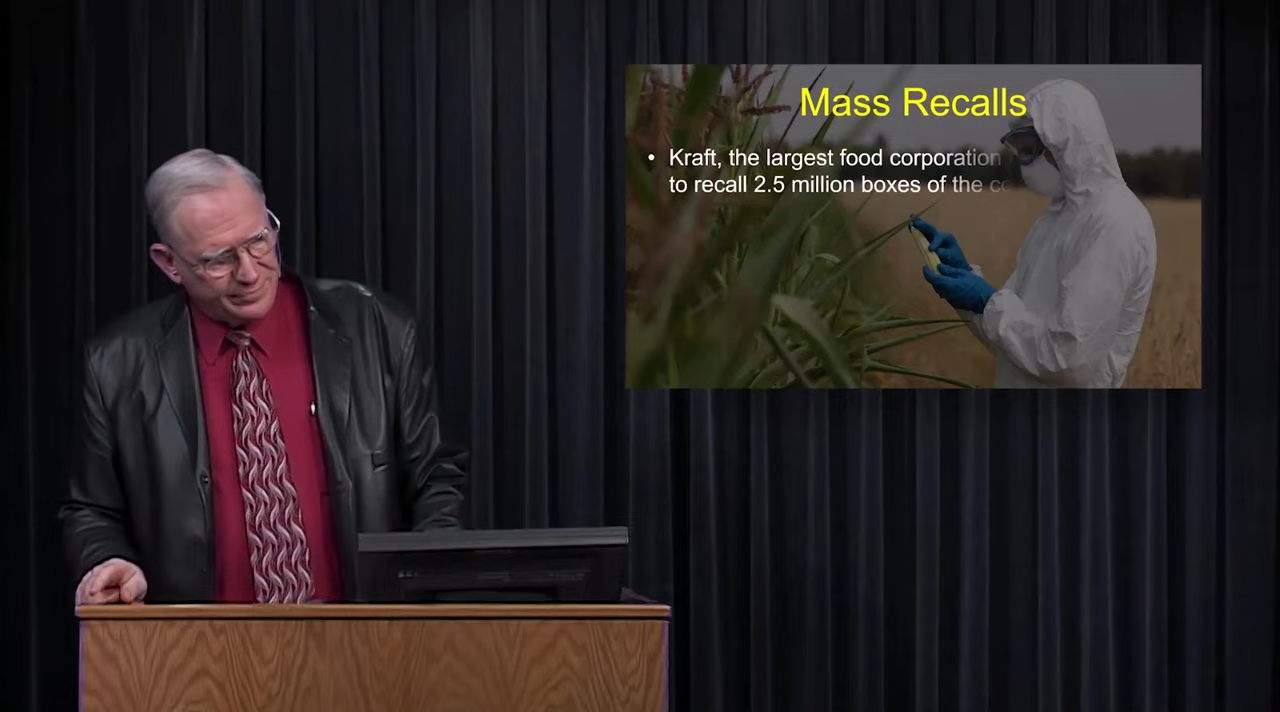 Mass Recalls
• Kraft, the largest food corporation
to recall 2.5 million boxes of the